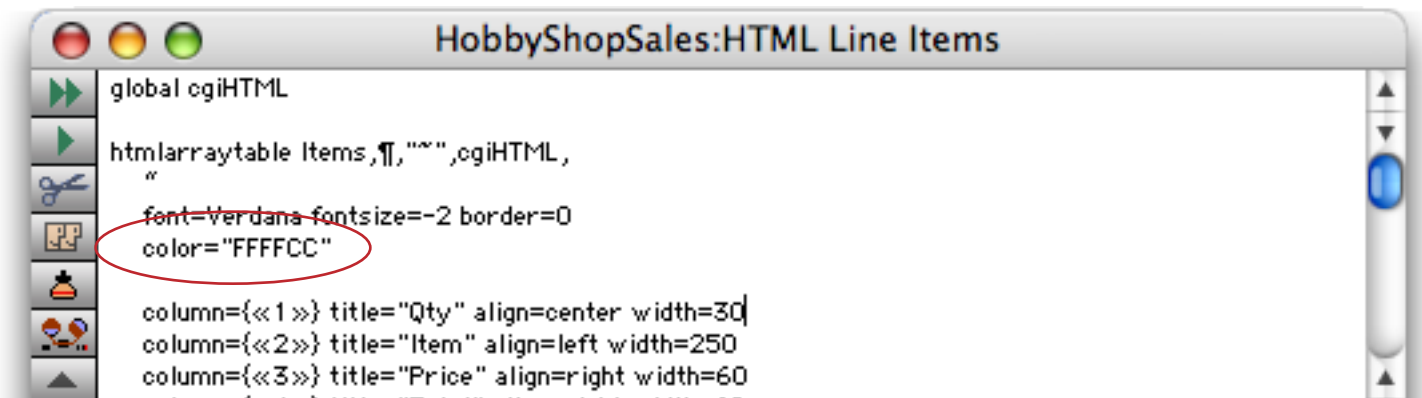 HobbyShopSales:HTML Line Items
global cgiHTML
htmlarraytable Items,¶,"~",cgiHTML,
“
font=Verdana fontsize=-2 border=0
color="FFFFCC"
column={«1»} title="Qty" align=center width=30
column={«2»} title="Item" align=left width=250
column={«3»} title="Price" align=right width=60